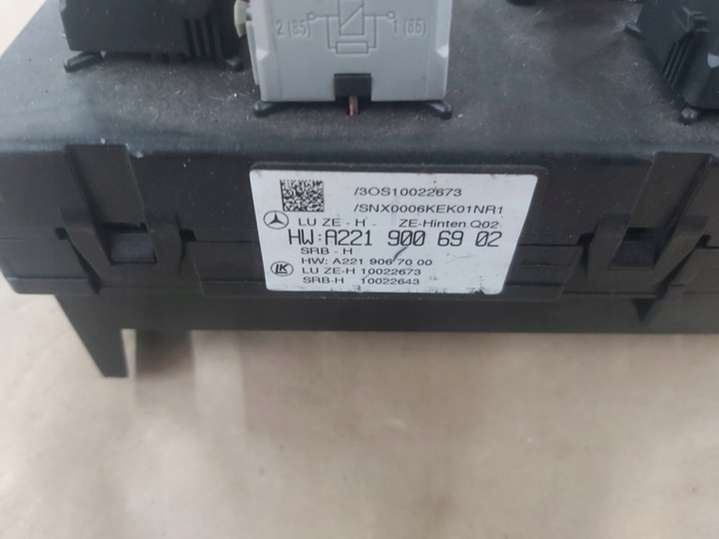 2 (85) 1 (86)
/3OS10022673
/SNX0006KEK01NR1
LU ZE - H ZE-Hinten Q02
HW:A221 900 69 02
SRB - H
HW: A221 906 70 00
LK LU ZE-H 10022673
SRB-H 10022643